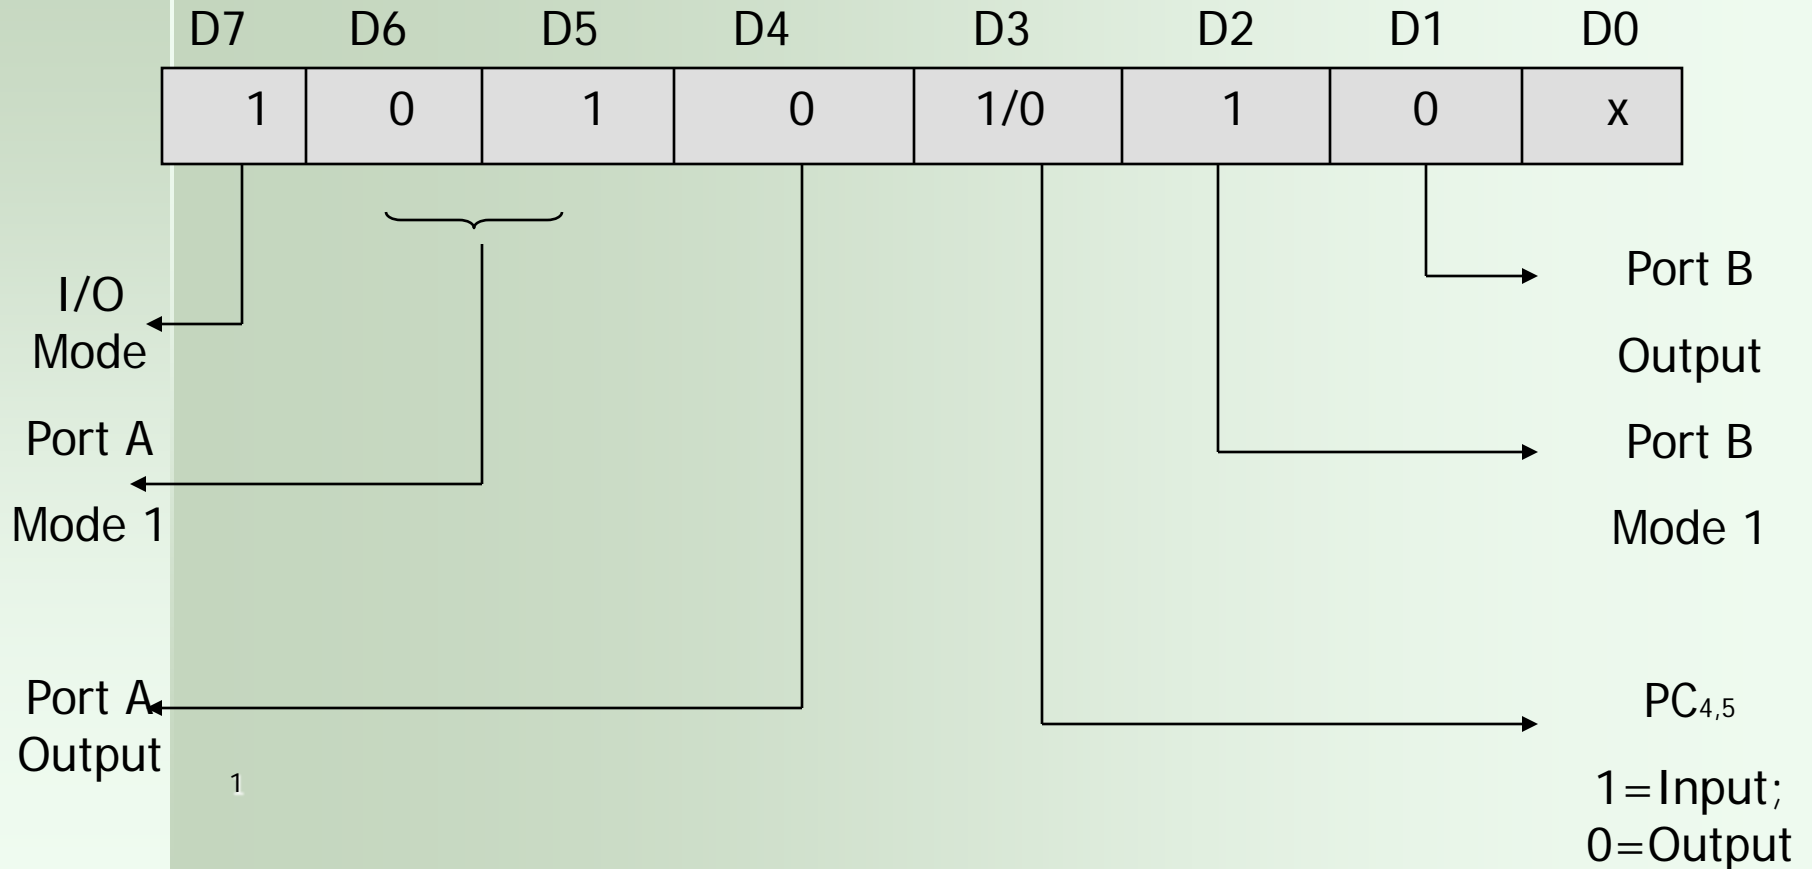 D7 D6 D5 D4 D3 D2 D1 D0
1 0 1 0 1/0 1 0 x
I/O
Mode
Port A
Mode 1
Port A
Output
1
Port B
Output
Port B
Mode 1
PC4,5
1=Input;
0=Output